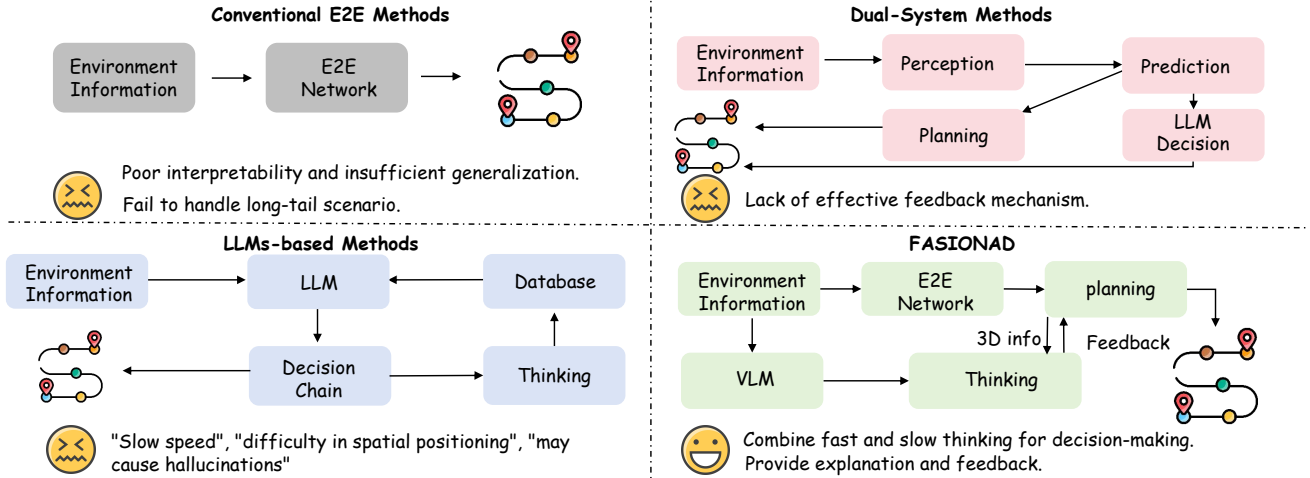 Conventional E2E Methods
Environment
Information
E2E
Network
Poor interpretability and insufficient generalization.
Fail to handle long-tail scenario.
Dual-System Methods
Environment
Information
Perception
Prediction
Planning
LLM
Decision
Lack of effective feedback mechanism.
LLMs-based Methods
Environment
Information
LLM
Database
Decision
Chain
Thinking
"Slow speed", "difficulty in spatial positioning", "may
cause hallucinations"
FASIONAD
Environment
Information
E2E
Network
planning
3D info
Feedback
VLM
Thinking
Combine fast and slow thinking for decision-making.
Provide explanation and feedback.